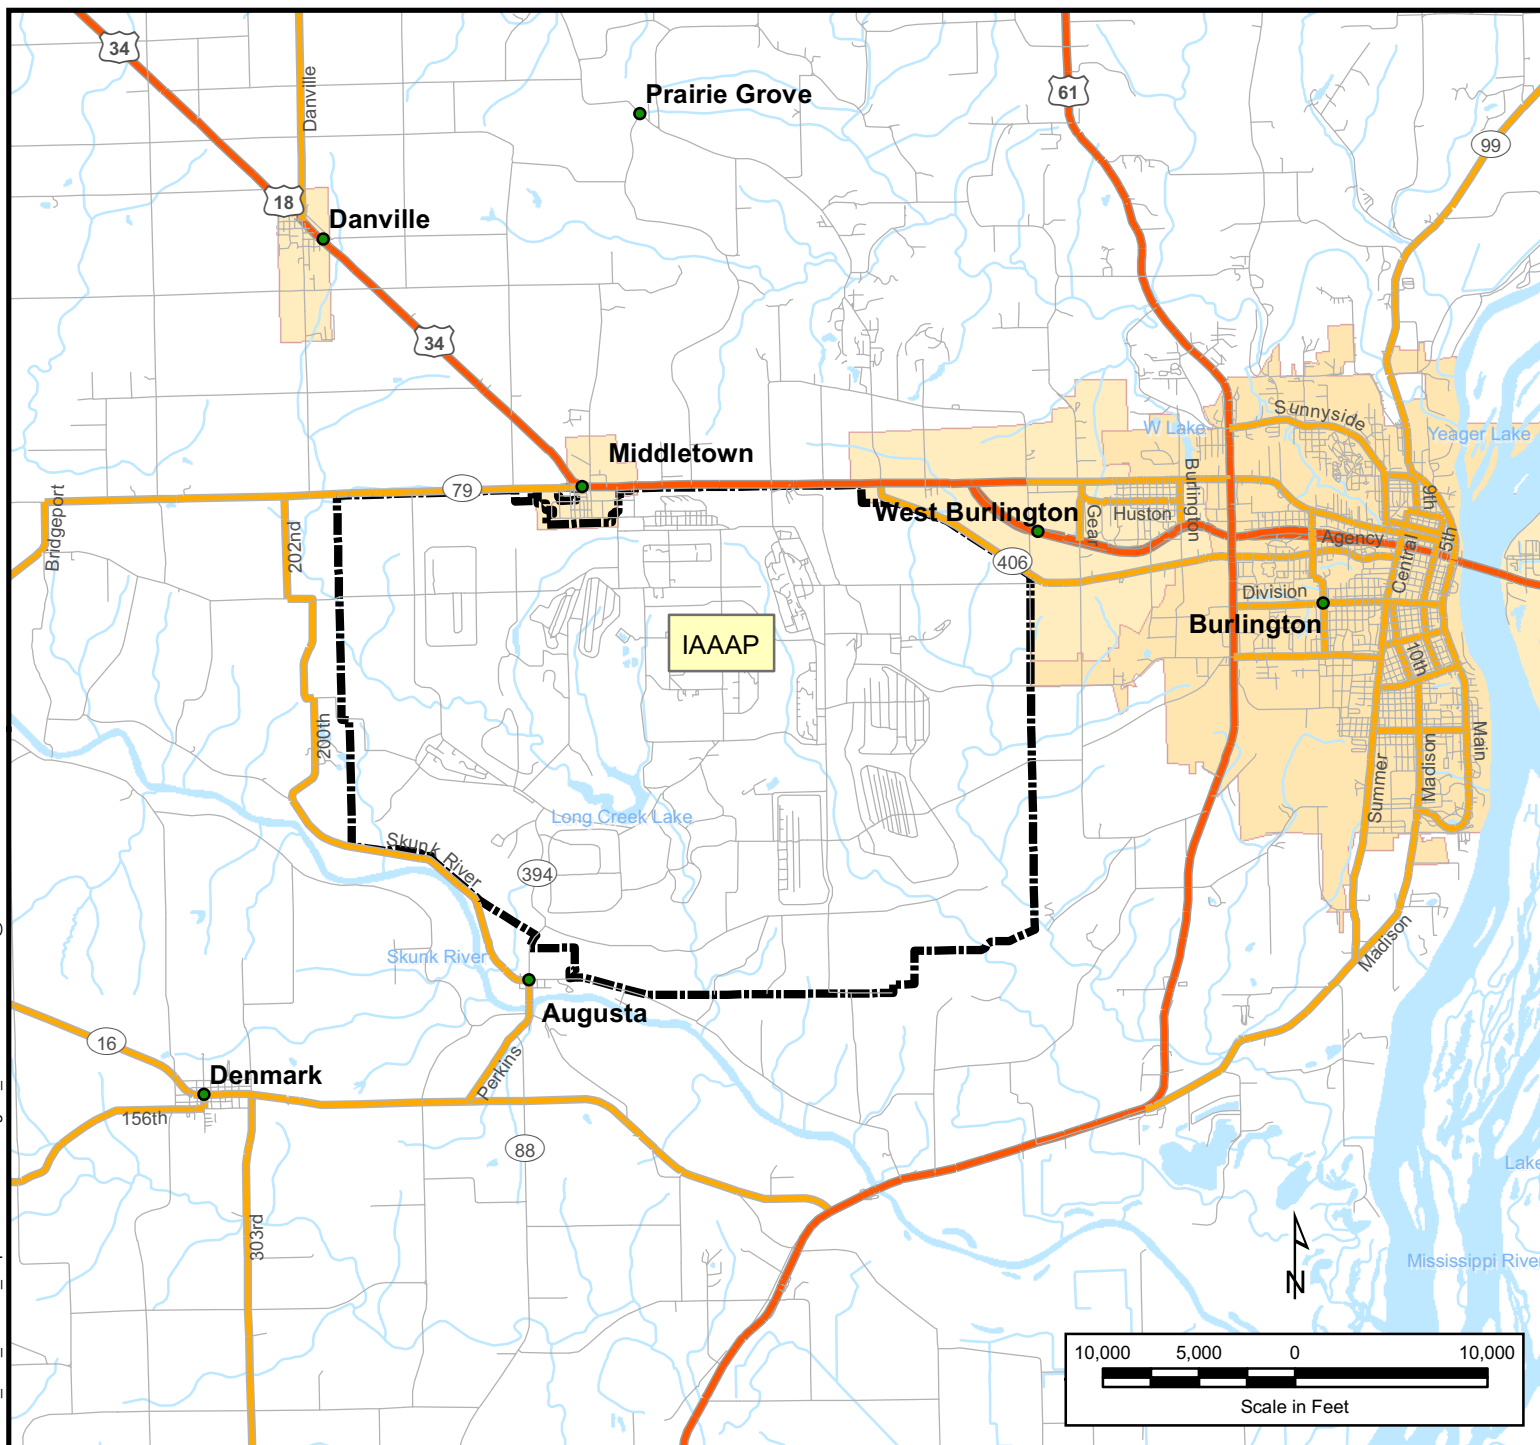 34
Danville
Prairie Grove
61
99
18
Danville
34
Sunnyside
W Lake
Yeager Lake
Middletown
79
Burlington
9th
Bridgeport
202nd
West Burlington
Gear
Huston
Agency
Central
5th
406
Division
IAAAP
Burlington
10th
200th
Summer
Madison
Main
Long Creek Lake
Skunk River
394
Skunk River
Madison
Augusta
16
Denmark
Perkins
156th
88
Lake
303rd
Mississippi River
N
10,000 5,000 0 10,000
Scale in Feet